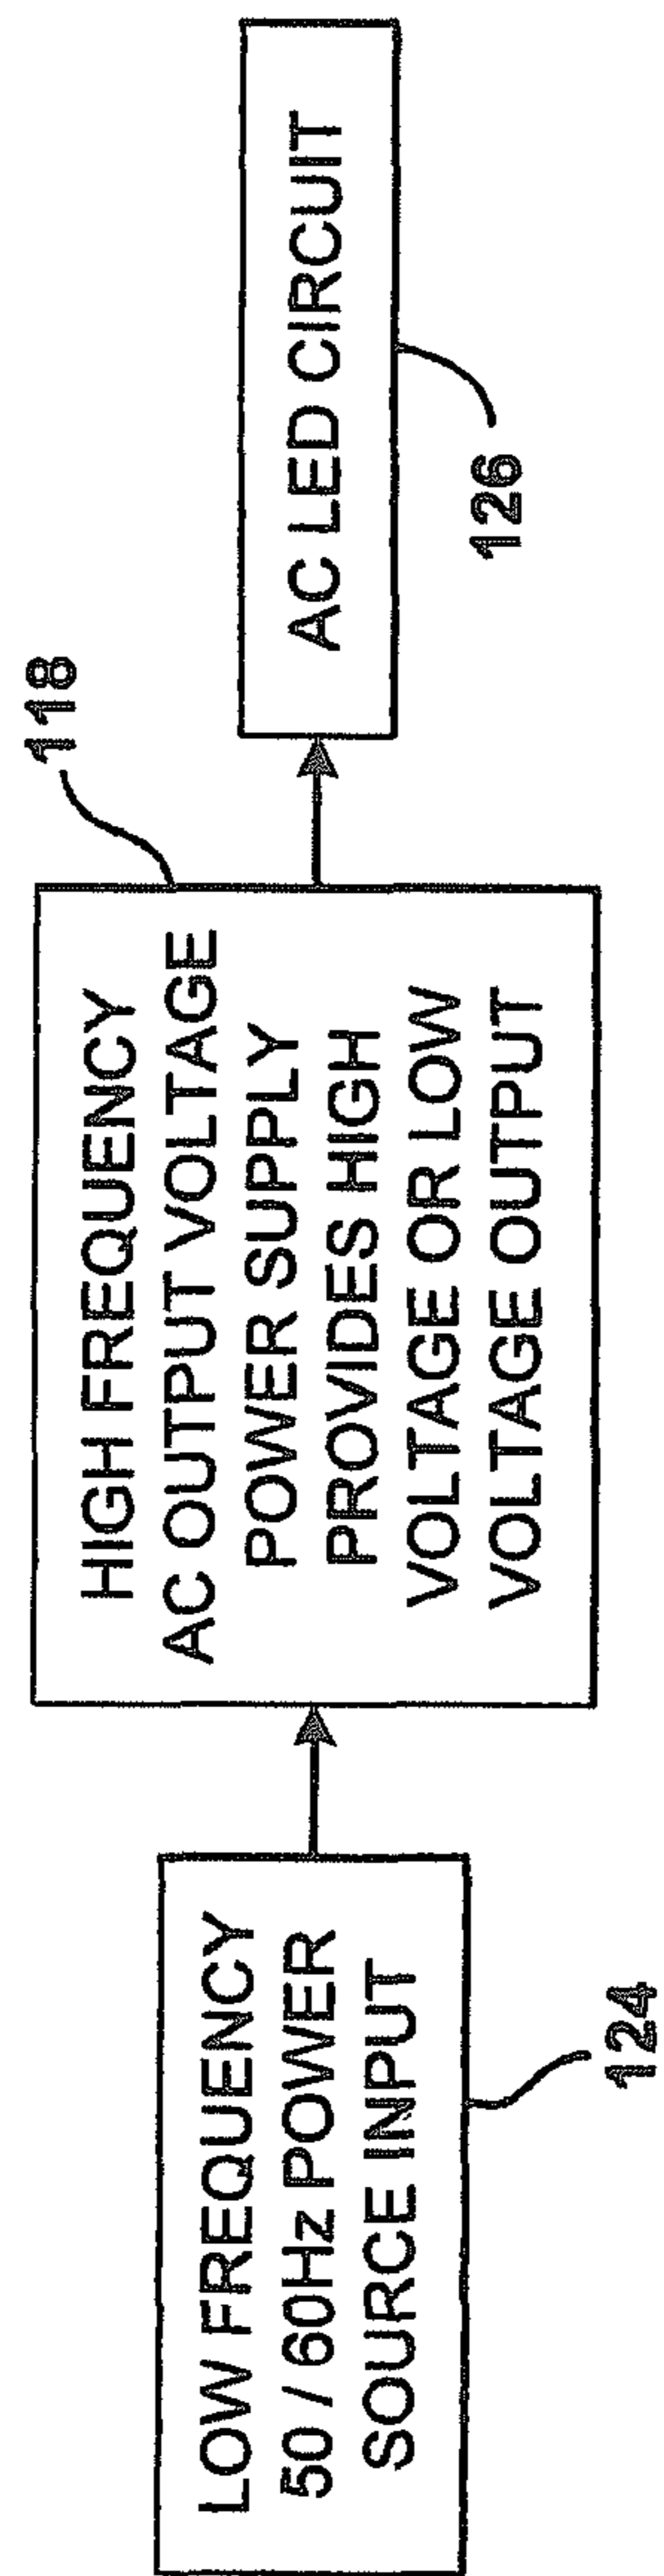 LOW FREQUENCY
50 / 60Hz POWER
SOURCE INPUT
124
HIGH FREQUENCY
AC OUTPUT VOLTAGE
POWER SUPPLY
PROVIDES HIGH
VOLTAGE OR LOW
VOLTAGE OUTPUT
118
AC LED CIRCUIT
126